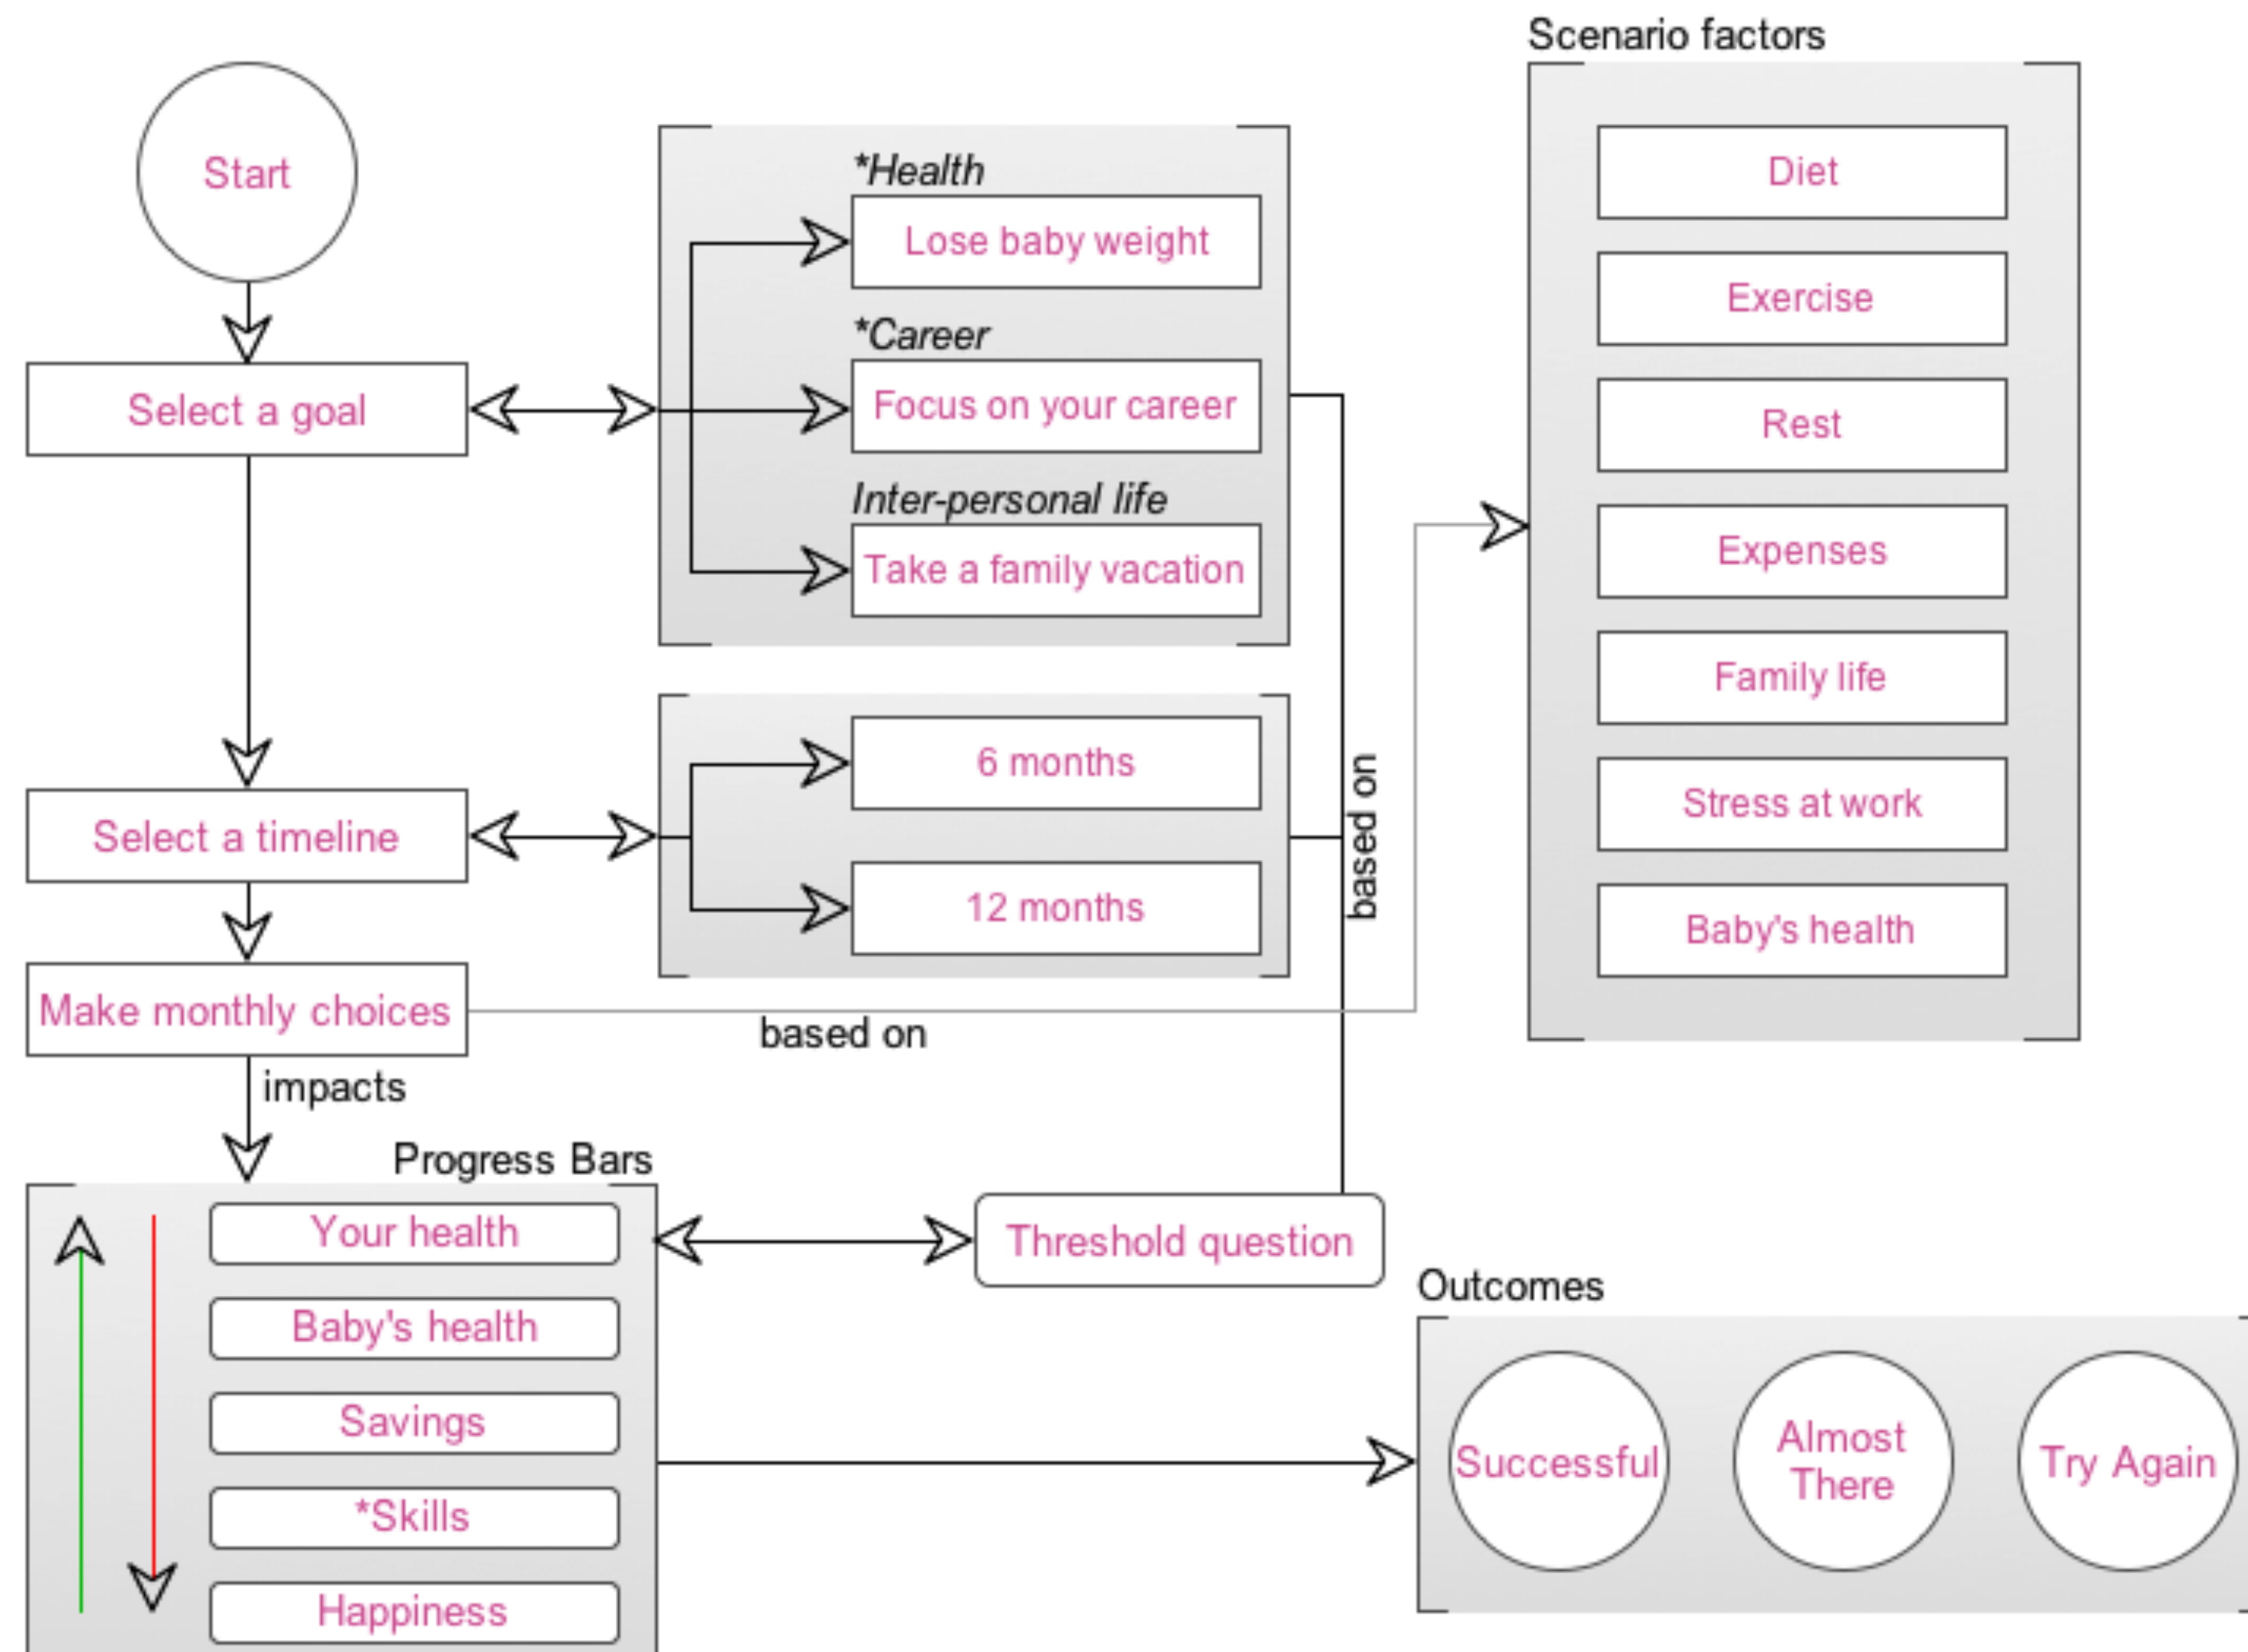 Scenario factors
Start
*Health
Lose baby weight
*Career
Focus on your career
Inter-personal life
Take a family vacation
Select a goal
Diet
Exercise
Rest
Expenses
Family life
Stress at work
Baby's health
Select a timeline
6 months
12 months
based on
Make monthly choices
based on
impacts
Progress Bars
Your health
Baby's health
Savings
*Skills
Happiness
Threshold question
Outcomes
Successful
Almost
There
Try Again